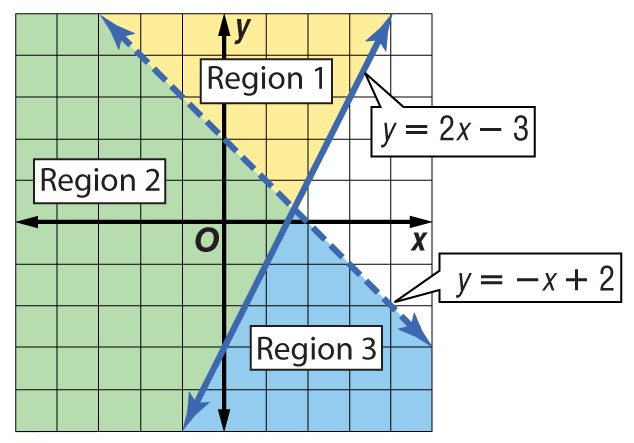 y
Region 1
y = 2x − 3
Region 2
O
x
y = −x + 2
Region 3